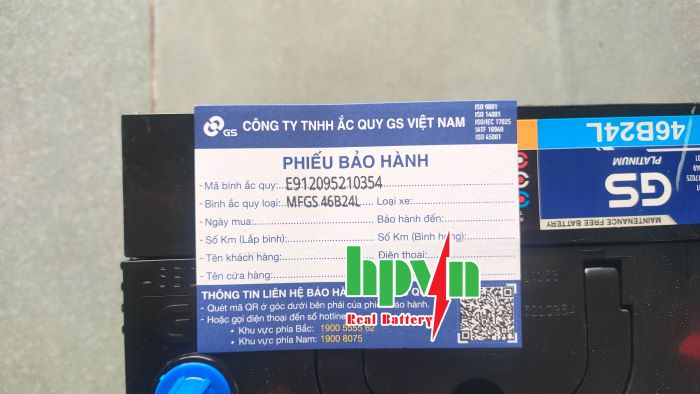 GS
CÔNG TY TNHH ẮC QUY GS VIỆT NAM
ISO 9001
ISO 14001
ISO/IEC 17025
IATF 16949
ISO 45001
PHIẾU BẢO HÀNH
- Mã bình ắc quy: E912095210354
- Bình ắc quy loại: MFGS 46B24L Loại xe:
- Ngày mua: Bảo hành đến:
- Số Km (Lắp bình): Số Km (Bình hỏng):
- Tên khách hàng: Điện thoại:
- Tên cửa hàng:
THÔNG TIN LIÊN HỆ BẢO HÀNH
- Quét mã QR ở góc dưới bên phải của phiếu bảo hành.
- Hoặc gọi điện thoại đến số hotline
• Khu vực phía Bắc: 1900 5555 62
• Khu vực phía Nam: 1900 8075
hpvn
Real Battery
46B24L
GS
PLATINUM
MAINTENANCE FREE BATTERY